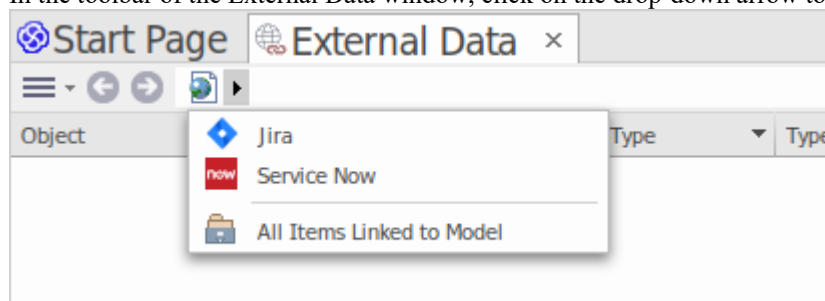 In the toolbar of the External Data window, click on the drop-down arrow to
Start Page External Data ×
Object Type Type
Jira
now Service Now
All Items Linked to Model